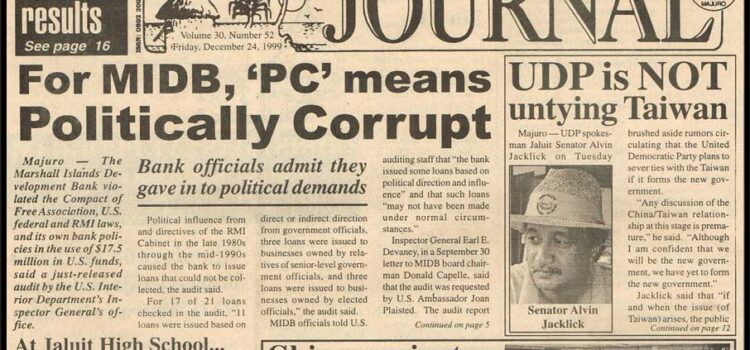 results
See page 16
JOURNAL
MAJURO
Volume 30, Number 52
Friday, December 24, 1999
For MIDB, ‘PC’ means
Politically Corrupt
Majuro — The
Marshall Islands De-
velopment Bank vio-
lated the Compact of
Free Association, U.S.
federal and RMI laws,
and its own bank poli-
cies in the use of $17.5
million in U.S. funds,
said a just-released
audit by the U.S. Inte-
rior Department's In-
spector General's of-
fice.
Bank officials admit they
gave in to political demands
Political influence from
and directives of the RMI
Cabinet in the late 1980s
through the mid-1990s
caused the bank to issue
loans that could not be col-
lected, the audit said.
For 17 of 21 loans
checked in the audit, "11
loans were issued based on
direct or indirect direction
from government officials,
three loans were issued to
businesses owned by rela-
tives of senior-level govern-
ment officials, and three
loans were issued to busi-
nesses owned by elected
officials," the audit said.
MIDB officials told U.S.
auditing staff that "the bank
issued some loans based on
political direction and influ-
ence" and that such loans
"may not have been made
under normal circum-
stances."
Inspector General Earl E.
Devaney, in a September 30
letter to MIDB board chair-
man Donald Capelle, said
that the audit was requested
by U.S. Ambassador Joan
Plaisted. The audit report
Continued on page 5
UDP is NOT
untying Taiwan
Majuro — UDP spokes-
man Jaluit Senator Alvin
Jacklick on Tuesday
Senator Alvin
Jacklick
brushed aside rumors cir-
culating that the United
Democratic Party plans to
sever ties with the Taiwan
if it forms the new gov-
ernment.
"Any discussion of the
China/Taiwan relation-
ship at this stage is prema-
ture," he said. "Although
I am confident that we
will be the new govern-
ment, we have yet to form
the new government."
Jacklick said that "if
and when the issue (of
Taiwan) arises, the public
Continued on page 12
At Jaluit High School...